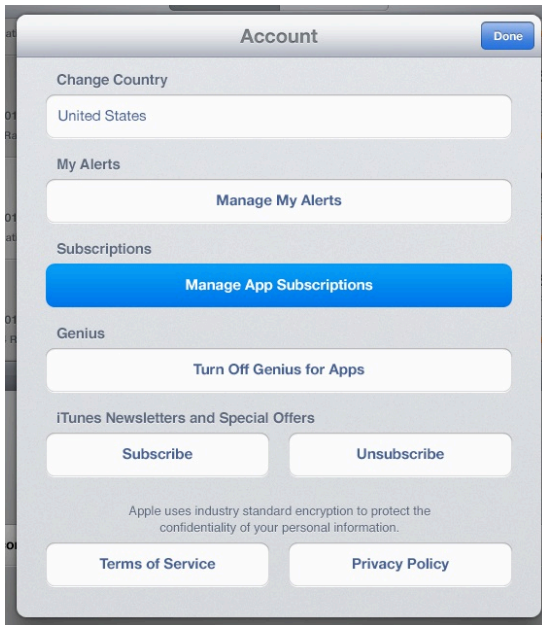 Account
Done
Change Country
United States
My Alerts
Manage My Alerts
Subscriptions
Manage App Subscriptions
Genius
Turn Off Genius for Apps
iTunes Newsletters and Special Offers
Subscribe
Unsubscribe
Apple uses industry standard encryption to protect the
confidentiality of your personal information.
Terms of Service
Privacy Policy